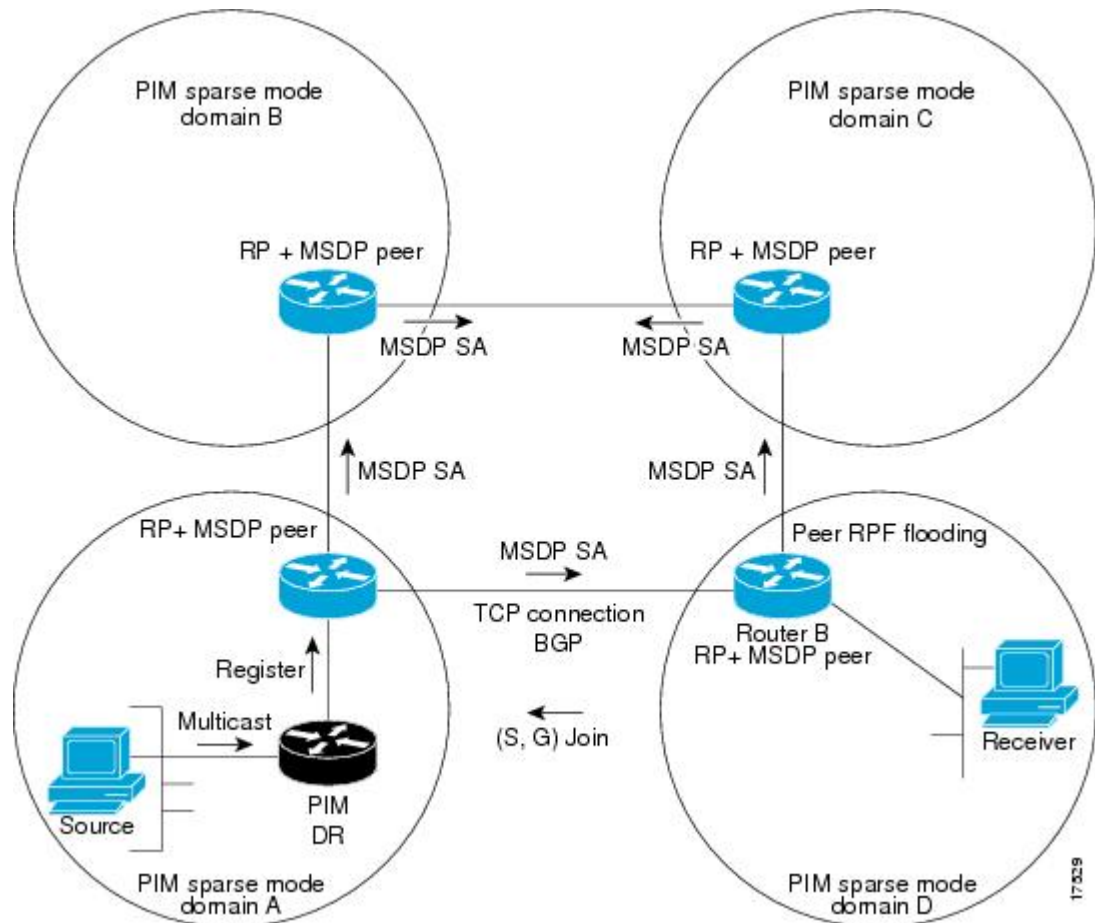 PIM sparse mode
domain B
PIM sparse mode
domain C
RP + MSDP peer
RP + MSDP peer
MSDP SA
MSDP SA
MSDP SA
MSDP SA
RP+ MSDP peer
Peer RPF flooding
MSDP SA
TCP connection
BGP
Router B
RP+ MSDP peer
Register
Multicast
(S, G) Join
Receiver
Source
PIM
DR
PIM sparse mode
domain A
PIM sparse mode
domain D
17529